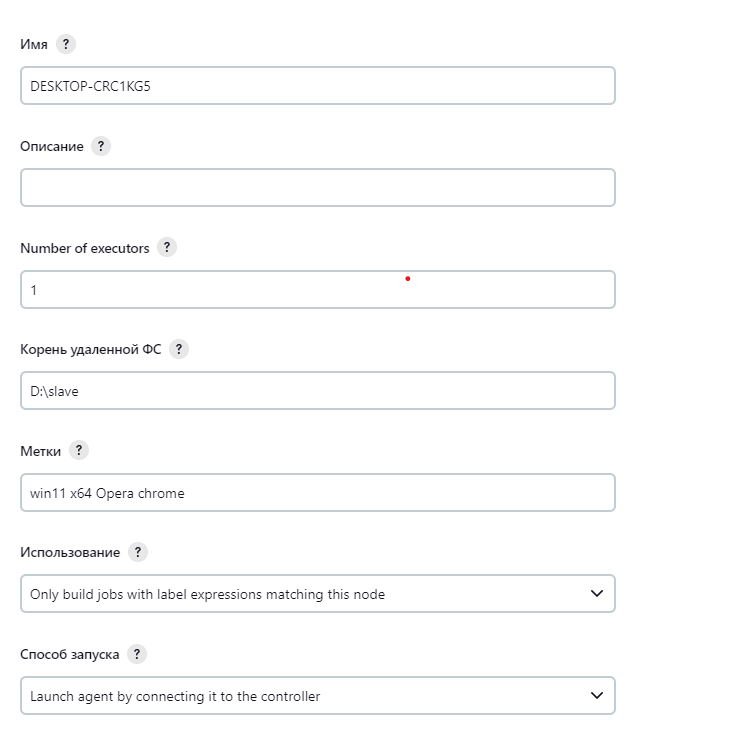 Имя ?
DESKTOP-CRC1KG5
Описание ?
Number of executors ?
1
Корень удаленной ФС ?
D:\slave
Метки ?
win11 x64 Opera chrome
Использование ?
Only build jobs with label expressions matching this node
Способ запуска ?
Launch agent by connecting it to the controller